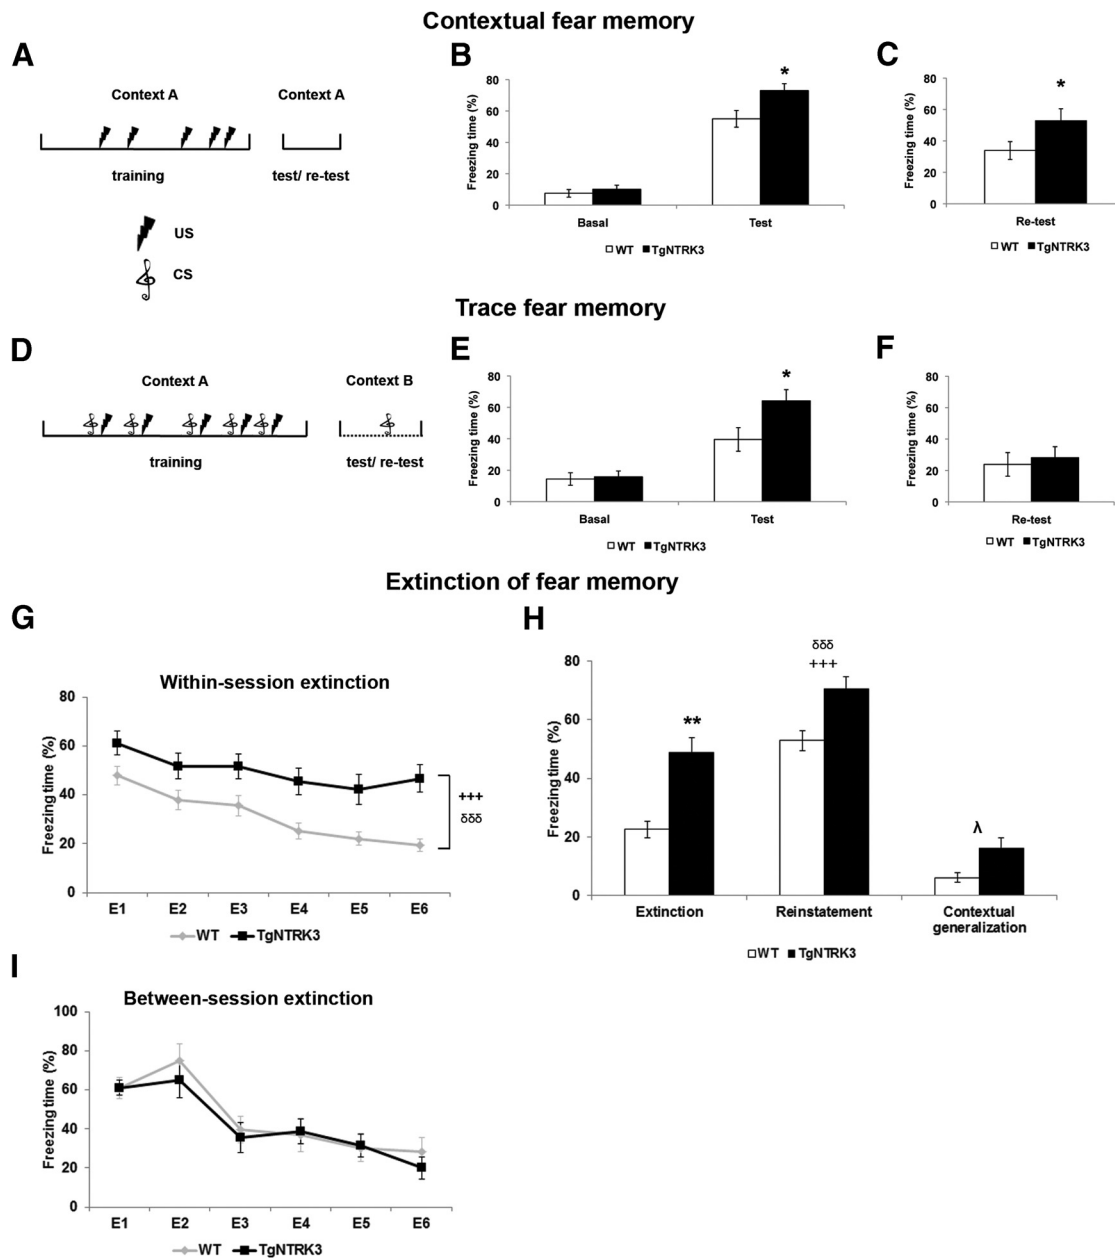 Contextual fear memory
A
Context A
Context A
training
test/ re-test
US
CS
B
Freezing time (%)
80
60
40
20
0
*
Basal
Test
WT TgNTRK3
C
Freezing time (%)
80
60
40
20
0
*
Re-test
WT TgNTRK3
Trace fear memory
D
Context A
Context B
training
test/ re-test
E
Freezing time (%)
80
60
40
20
0
*
Basal
Test
WT TgNTRK3
F
Freezing time (%)
80
60
40
20
0
Re-test
WT TgNTRK3
Extinction of fear memory
G
Within-session extinction
Freezing time (%)
80
60
40
20
0
+++
δδδ
E1 E2 E3 E4 E5 E6
WT TgNTRK3
H
Freezing time (%)
80
60
40
20
0
**
δδδ
+++
λ
Extinction
Reinstatement
Contextual
generalization
WT TgNTRK3
I
Between-session extinction
Freezing time (%)
100
80
60
40
20
0
E1 E2 E3 E4 E5 E6
WT TgNTRK3